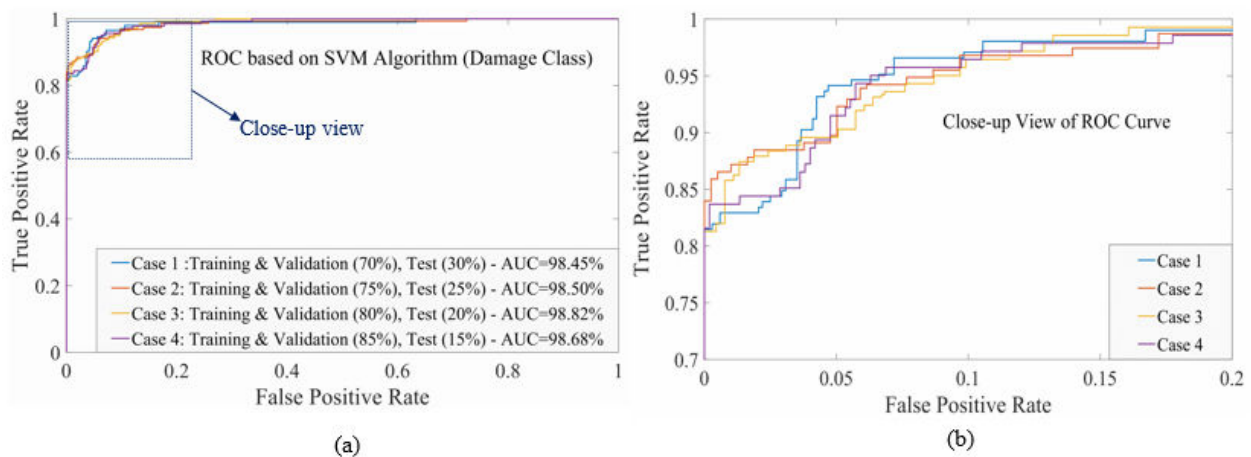 True Positive Rate
1
0.8
0.6
0.4
0.2
0
ROC based on SVM Algorithm (Damage Class)
Close-up view
Case 1 :Training & Validation (70%), Test (30%) - AUC=98.45%
Case 2: Training & Validation (75%), Test (25%) - AUC=98.50%
Case 3: Training & Validation (80%), Test (20%) - AUC=98.82%
Case 4: Training & Validation (85%), Test (15%) - AUC=98.68%
0 0.2 0.4 0.6 0.8 1
False Positive Rate
(a)
True Positive Rate
1
0.95
0.9
0.85
0.8
0.75
0.7
Close-up View of ROC Curve
Case 1
Case 2
Case 3
Case 4
0 0.05 0.1 0.15 0.2
False Positive Rate
(b)